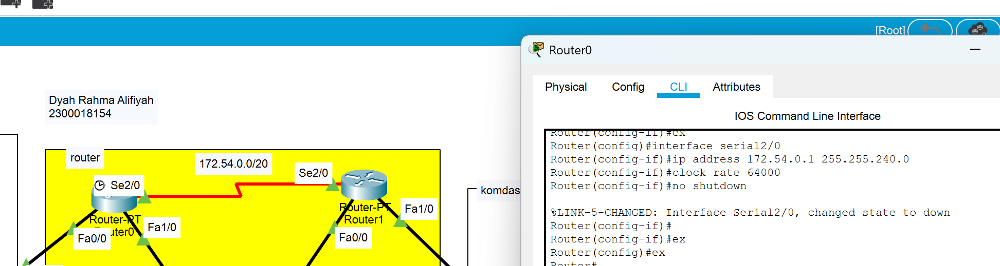 [Root]
Router0
Physical
Config
CLI
Attributes
IOS Command Line Interface
Router(config-if)#ex
Router(config)#interface serial2/0
Router(config-if)#ip address 172.54.0.1 255.255.240.0
Router(config-if)#clock rate 64000
Router(config-if)#no shutdown
%LINK-5-CHANGED: Interface Serial2/0, changed state to down
Router(config-if)#
Router(config-if)#ex
Router(config)#ex
Router#
Dyah Rahma Alifiyah
2300018154
router
172.54.0.0/20
Se2/0
Se2/0
Router-PT
Router0
Fa0/0
Fa1/0
Router-PT
Router1
Fa0/0
Fa1/0
komdas